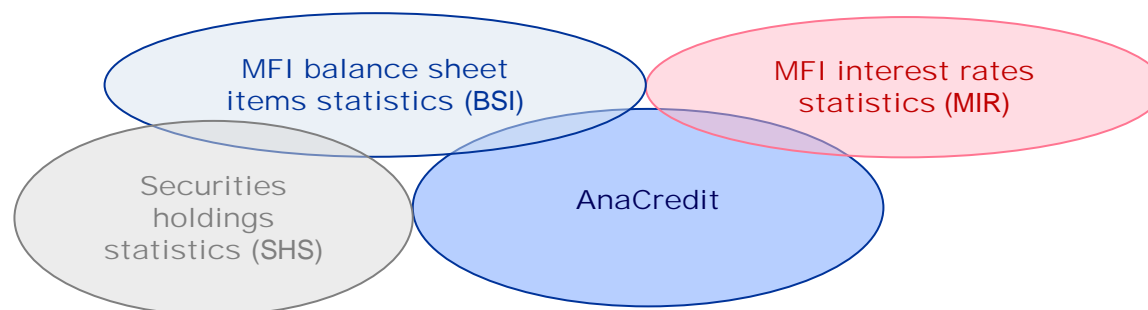 MFI balance sheet
items statistics (BSI)
MFI interest rates
statistics (MIR)
Securities
holdings
statistics (SHS)
AnaCredit